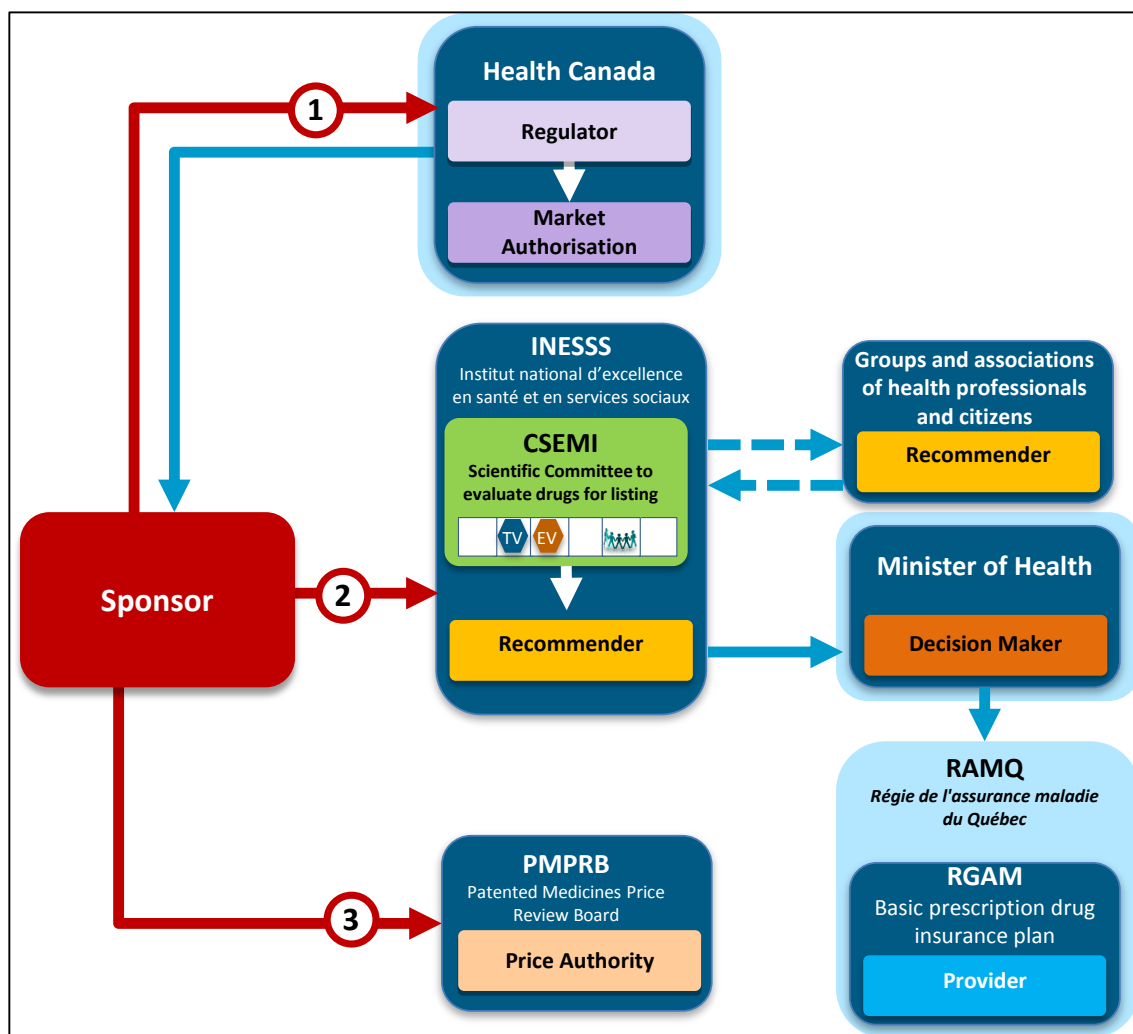 Health Canada
1
Regulator
Market
Authorisation
INESSS
Institut national d'excellence
en santé et en services sociaux
CSEMI
Scientific Committee to
evaluate drugs for listing
TV EV
Recommender
Groups and associations
of health professionals
and citizens
Recommender
Sponsor
2
Minister of Health
Decision Maker
RAMQ
Régie de l'assurance maladie
du Québec
RGAM
Basic prescription drug
insurance plan
Provider
3
PMPRB
Patented Medicines Price
Review Board
Price Authority